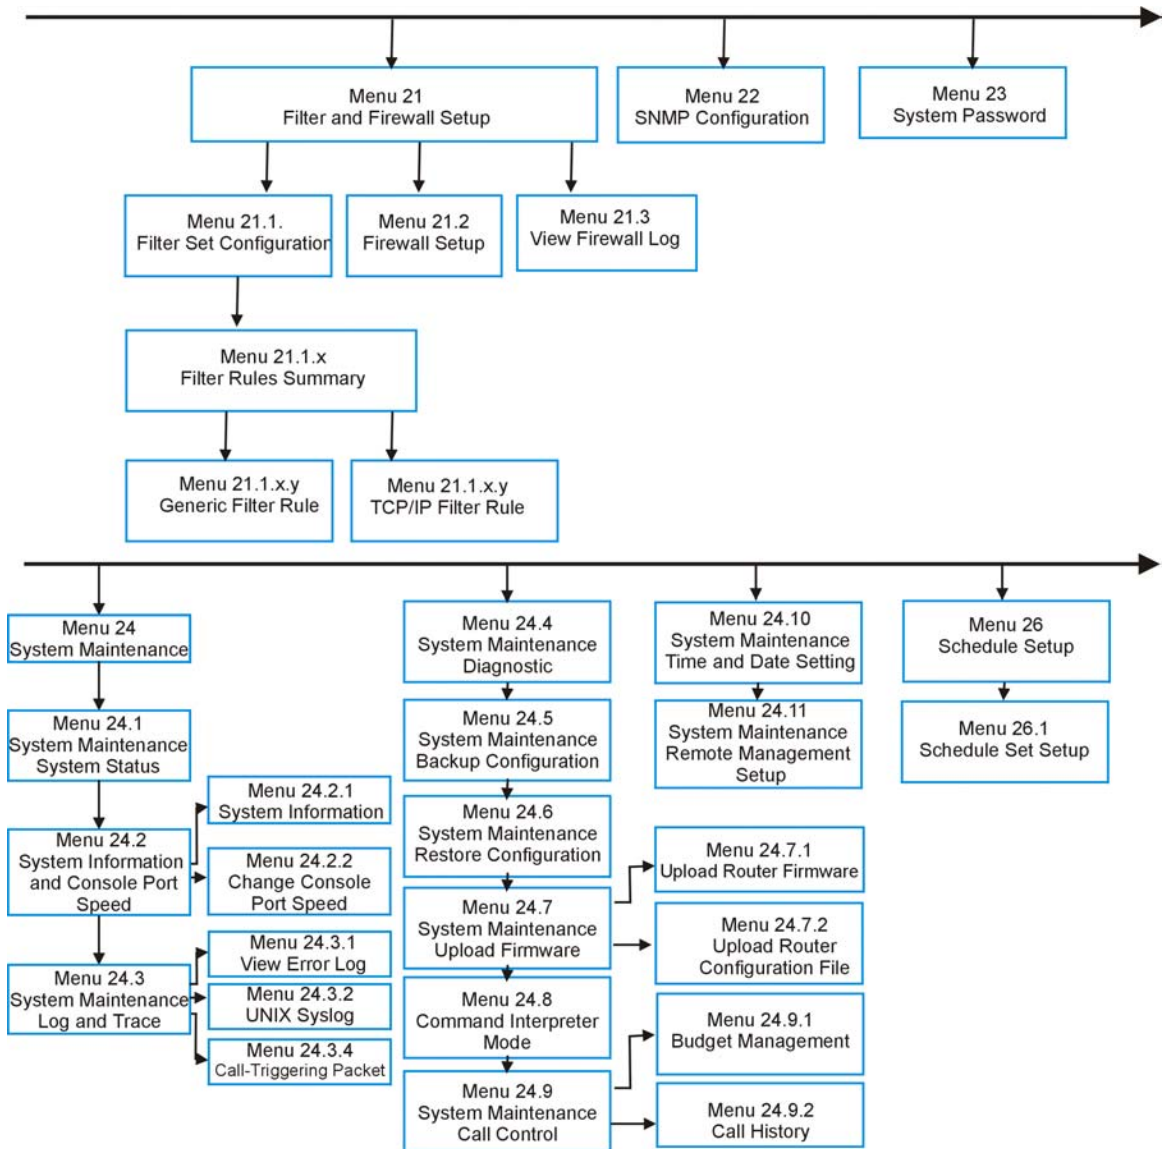 Menu 21
Filter and Firewall Setup
Menu 22
SNMP Configuration
Menu 23
System Password
Menu 21.1.
Filter Set Configuration
Menu 21.2
Firewall Setup
Menu 21.3
View Firewall Log
Menu 21.1.x
Filter Rules Summary
Menu 21.1.x.y
Generic Filter Rule
Menu 21.1.x.y
TCP/IP Filter Rule
Menu 24
System Maintenance
Menu 24.1
System Maintenance
System Status
Menu 24.2
System Information
and Console Port
Speed
Menu 24.2.1
System Information
Menu 24.2.2
Change Console
Port Speed
Menu 24.3
System Maintenance
Log and Trace
Menu 24.3.1
View Error Log
Menu 24.3.2
UNIX Syslog
Menu 24.3.4
Call-Triggering Packet
Menu 24.4
System Maintenance
Diagnostic
Menu 24.5
System Maintenance
Backup Configuration
Menu 24.6
System Maintenance
Restore Configuration
Menu 24.7
System Maintenance
Upload Firmware
Menu 24.7.1
Upload Router Firmware
Menu 24.7.2
Upload Router
Configuration File
Menu 24.8
Command Interpreter
Mode
Menu 24.9
System Maintenance
Call Control
Menu 24.9.1
Budget Management
Menu 24.9.2
Call History
Menu 24.10
System Maintenance
Time and Date Setting
Menu 24.11
System Maintenance
Remote Management
Setup
Menu 26
Schedule Setup
Menu 26.1
Schedule Set Setup